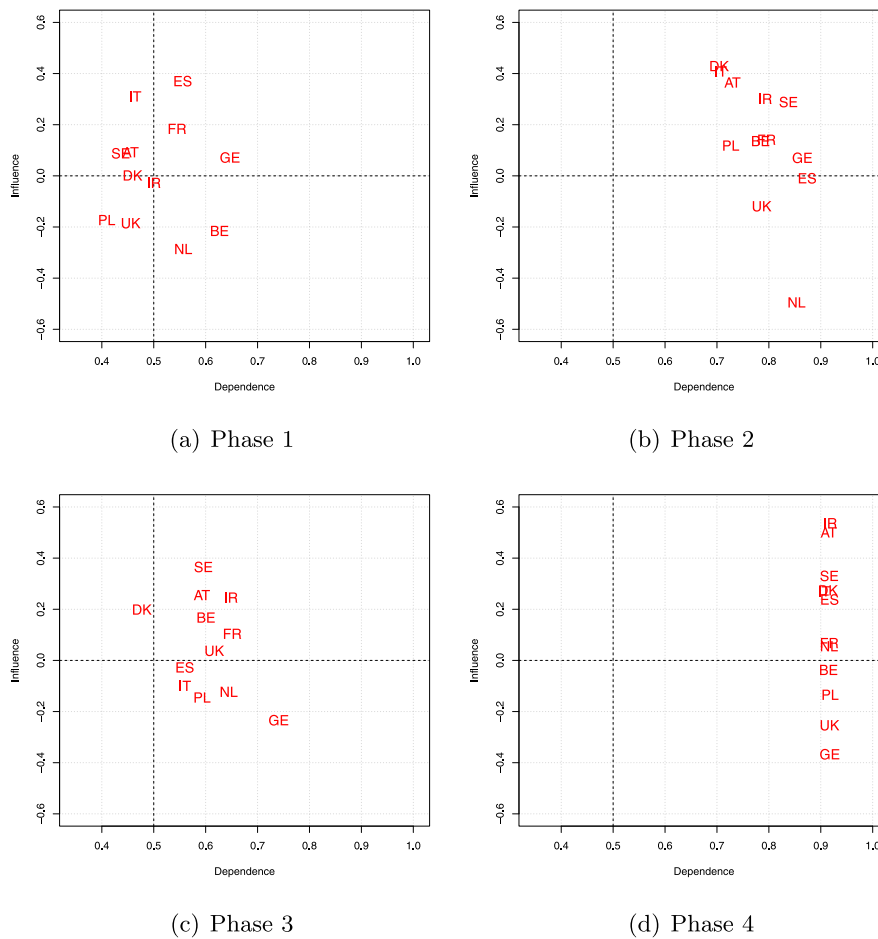 0.6
0.4
0.2
0.0
−0.2
−0.4
−0.6
Influence
ES
IT
FR
SE
AT
GE
DK
IR
PL
UK
BE
NL
0.4 0.5 0.6 0.7 0.8 0.9 1.0
Dependence
(a) Phase 1
0.6
0.4
0.2
0.0
−0.2
−0.4
−0.6
Influence
DK
IT
AT
IR
SE
PL
BE
FR
GE
ES
UK
NL
0.4 0.5 0.6 0.7 0.8 0.9 1.0
Dependence
(b) Phase 2
0.6
0.4
0.2
0.0
−0.2
−0.4
−0.6
Influence
SE
AT
IR
DK
BE
FR
UK
ES
IT
PL
NL
GE
0.4 0.5 0.6 0.7 0.8 0.9 1.0
Dependence
(c) Phase 3
0.6
0.4
0.2
0.0
−0.2
−0.4
−0.6
Influence
IR
AT
SE
DK
IT
ES
FR
NL
BE
PL
UK
GE
0.4 0.5 0.6 0.7 0.8 0.9 1.0
Dependence
(d) Phase 4